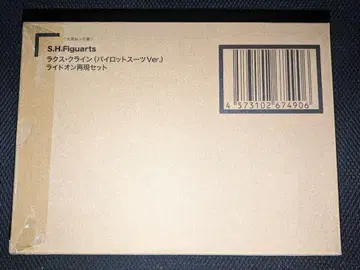 S.H.Figuarts
ラクス・クライン(パイロットスーツVer.)
ライドオン再現セット
4 573102 674906